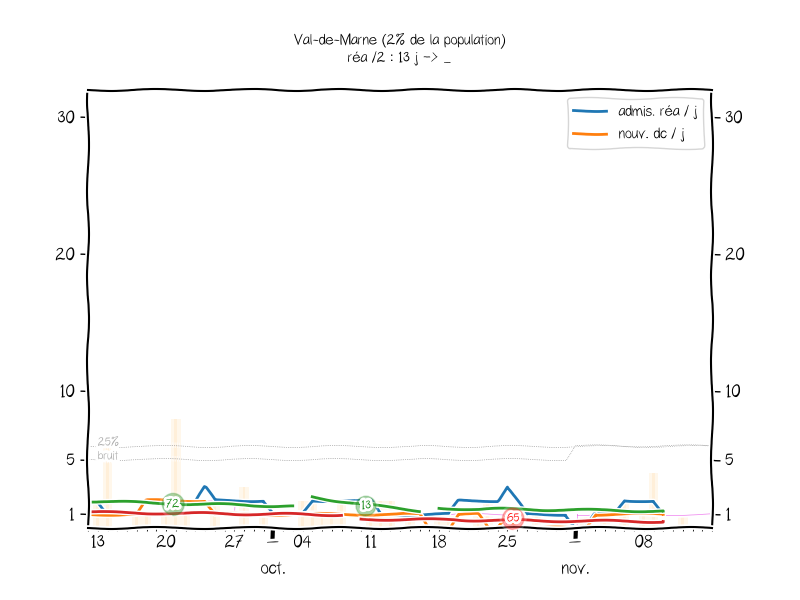 Val-de-Marne (2% de la population)
réa /2 : 13 j -> _
admis. réa / j
nouv. dc / j
30 30
20 20
10 10
25%
bruit
5 5
72 13 65
1 1
13 20 27 04 11 18 25 08
oct. nov.